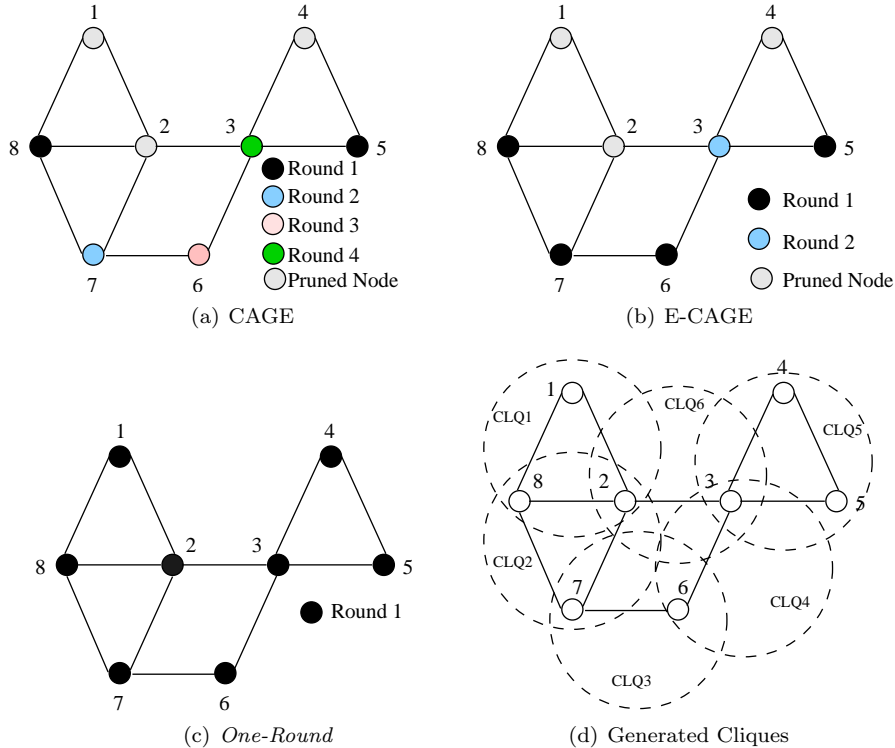 1
4
8
2
3
5
7
6
Round 1
Round 2
Round 3
Round 4
Pruned Node
(a) CAGE
1
4
8
2
3
5
7
6
Round 1
Round 2
Pruned Node
(b) E-CAGE
1
4
8
2
3
5
7
6
Round 1
(c) One-Round
1
4
CLQ1
CLQ6
CLQ5
8
2
3
5
CLQ2
7
6
CLQ4
CLQ3
(d) Generated Cliques